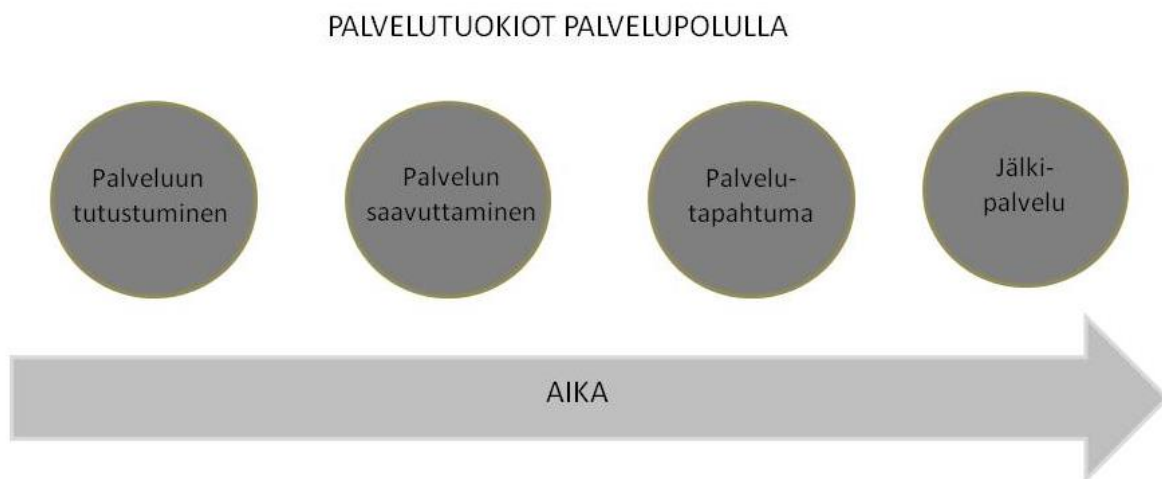 PALVELUTUOKIOT PALVELUPOLULLA
Palveluun
tutustuminen
Palvelun
saavuttaminen
Palvelu-
tapahtuma
Jälki-
palvelu
AIKA